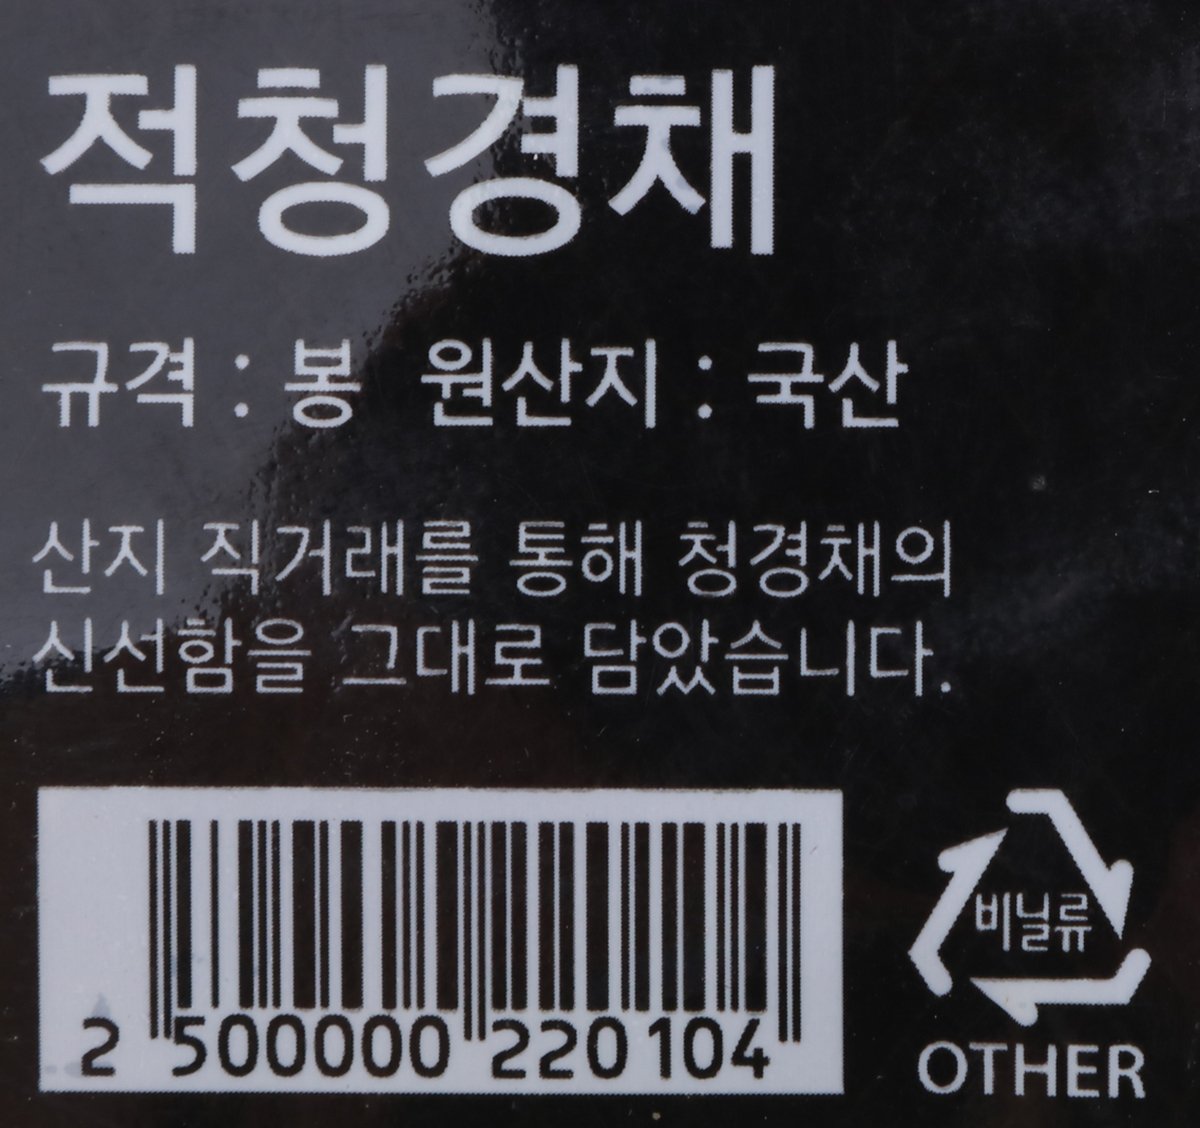 적청경채
규격 : 봉 원산지 : 국산
산지 직거래를 통해 청경채의
신선함을 그대로 담았습니다.
비닐류
OTHER
2 500000 220104